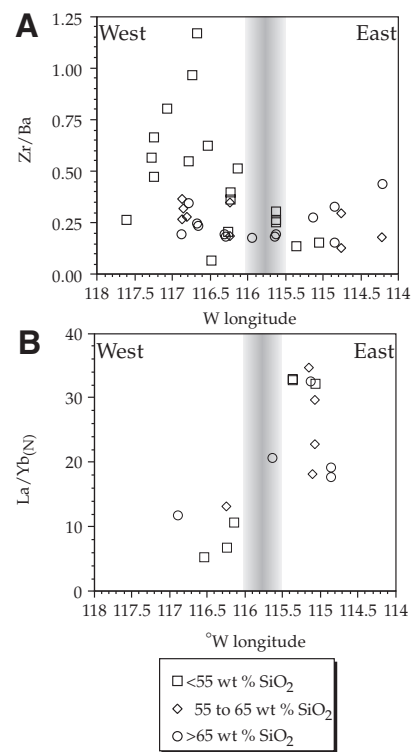 A
West
East
1.25
1.00
0.75
0.50
0.25
0.00
Zr/Ba
118 117.5 117 116.5 116 115.5 115 114.5 114
W longitude
B
West
East
40
30
20
10
0
La/Yb(N)
118 117.5 117 116.5 116 115.5 115 114.5 114
°W longitude
<55 wt % SiO2
55 to 65 wt % SiO2
>65 wt % SiO2